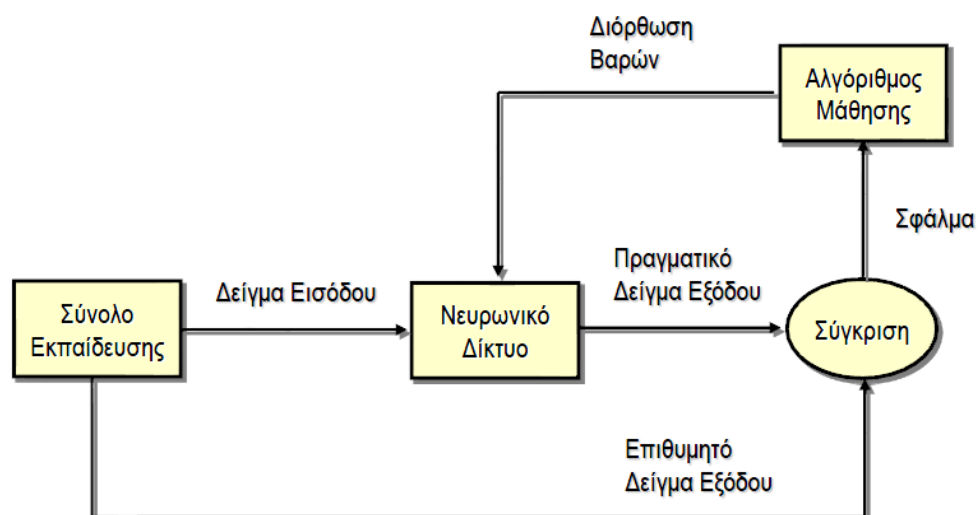 Διόρθωση
Βαρών
Αλγόριθμος
Μάθησης
Σφάλμα
Δείγμα Εισόδου
Πραγματικό
Δείγμα Εξόδου
Σύνολο
Εκπαίδευσης
Νευρωνικό
Δίκτυο
Σύγκριση
Επιθυμητό
Δείγμα Εξόδου